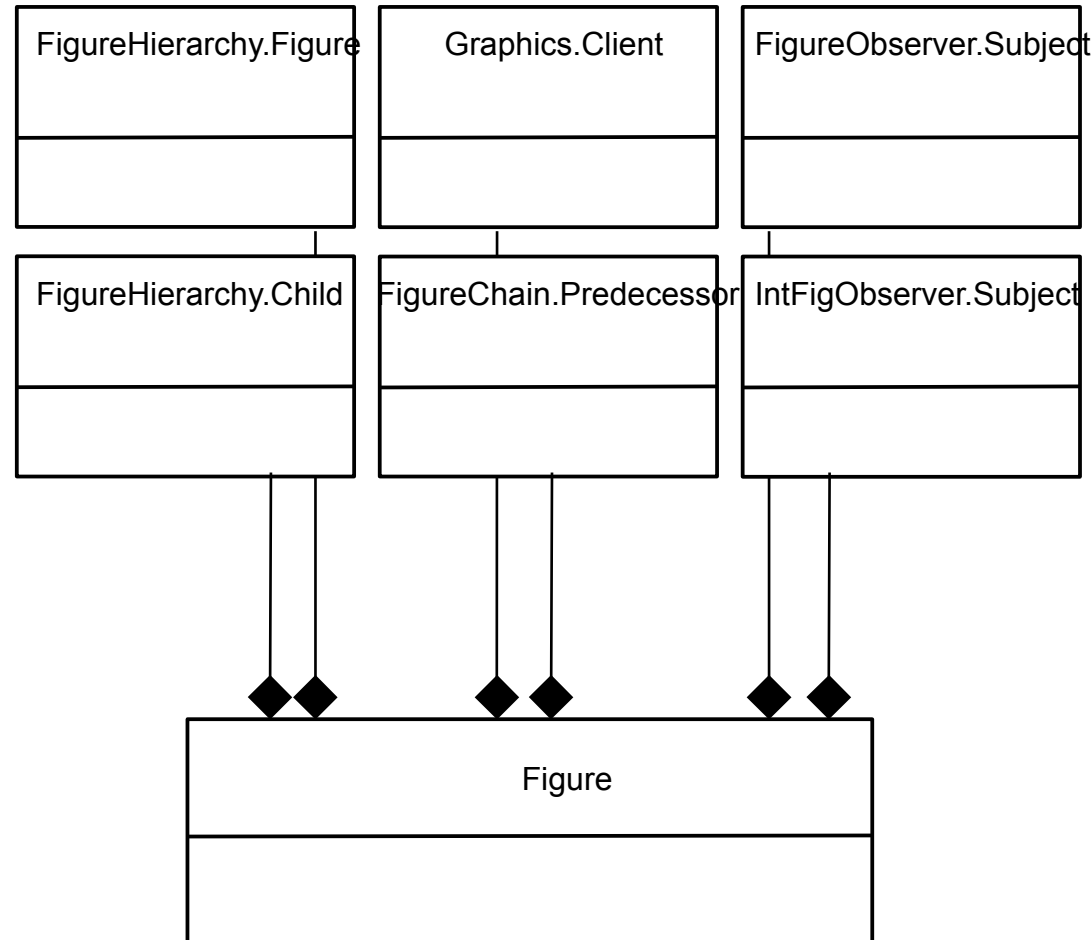 FigureHierarchy.Figure
Graphics.Client
FigureObserver.Subject
FigureHierarchy.Child
FigureChain.Predecessor
IntFigObserver.Subject
Figure